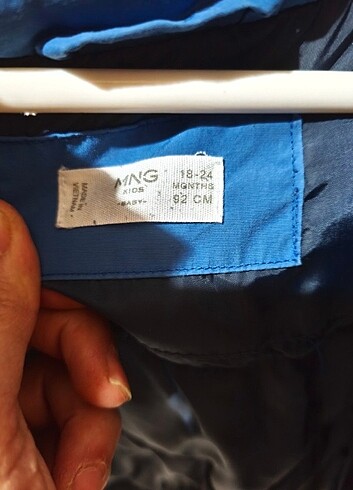 MNG
KIDS
-BABY-
18-24
MONTHS
92 CM
MADE IN
VIETNAM